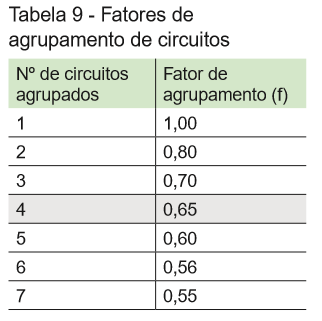 Tabela 9 - Fatores de
agrupamento de circuitos
Nº de circuitos agrupados | Fator de agrupamento (f)
1 | 1,00
2 | 0,80
3 | 0,70
4 | 0,65
5 | 0,60
6 | 0,56
7 | 0,55